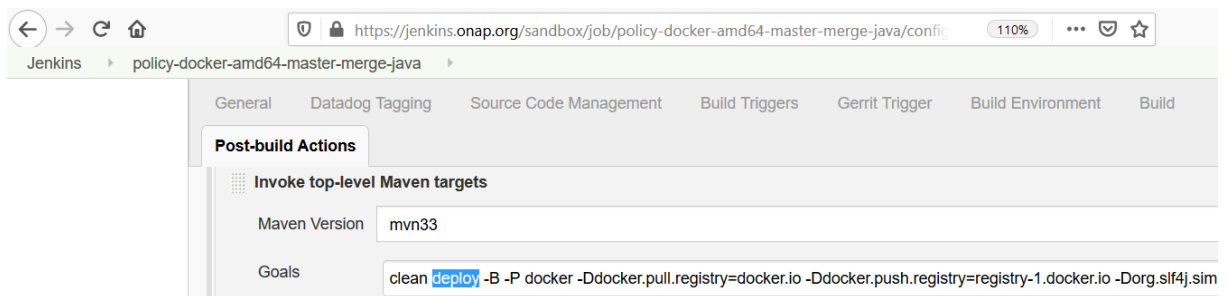 https://jenkins.onap.org/sandbox/job/policy-docker-amd64-master-merge-java/config 110%
Jenkins policy-docker-amd64-master-merge-java
General Datadog Tagging Source Code Management Build Triggers Gerrit Trigger Build Environment Build
Post-build Actions
Invoke top-level Maven targets
Maven Version mvn33
Goals clean deploy -B -P docker -Ddocker.pull.registry=docker.io -Ddocker.push.registry=registry-1.docker.io -Dorg.slf4j.sim